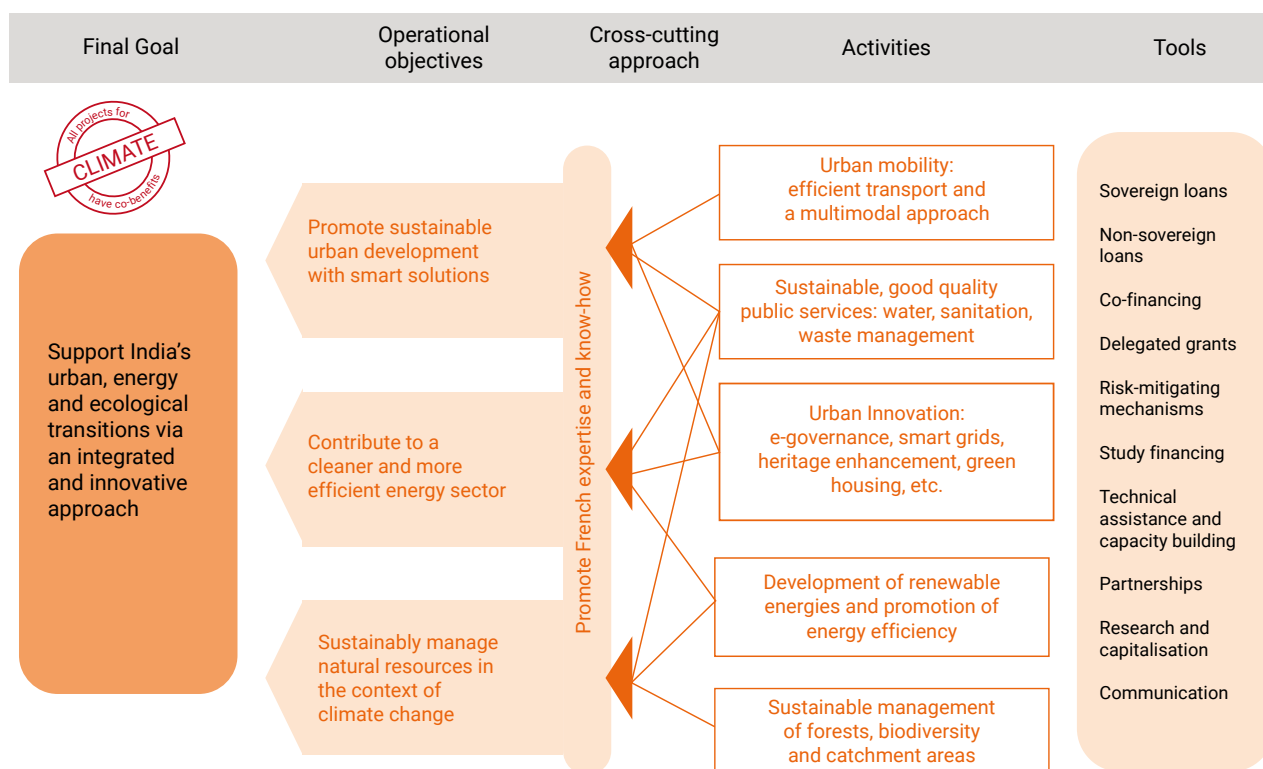 Final Goal
Operational
objectives
Cross-cutting
approach
Activities
Tools
All projects for
CLIMATE
have co-benefits
Support India’s
urban, energy
and ecological
transitions via
an integrated
and innovative
approach
Promote sustainable
urban development
with smart solutions
Contribute to a
cleaner and more
efficient energy sector
Sustainably manage
natural resources in
the context of
climate change
Promote French expertise and know-how
Urban mobility:
efficient transport and
a multimodal approach
Sustainable, good quality
public services: water, sanitation,
waste management
Urban Innovation:
e-governance, smart grids,
heritage enhancement, green
housing, etc.
Development of renewable
energies and promotion of
energy efficiency
Sustainable management
of forests, biodiversity
and catchment areas
Sovereign loans
Non-sovereign
loans
Co-financing
Delegated grants
Risk-mitigating
mechanisms
Study financing
Technical
assistance and
capacity building
Partnerships
Research and
capitalisation
Communication